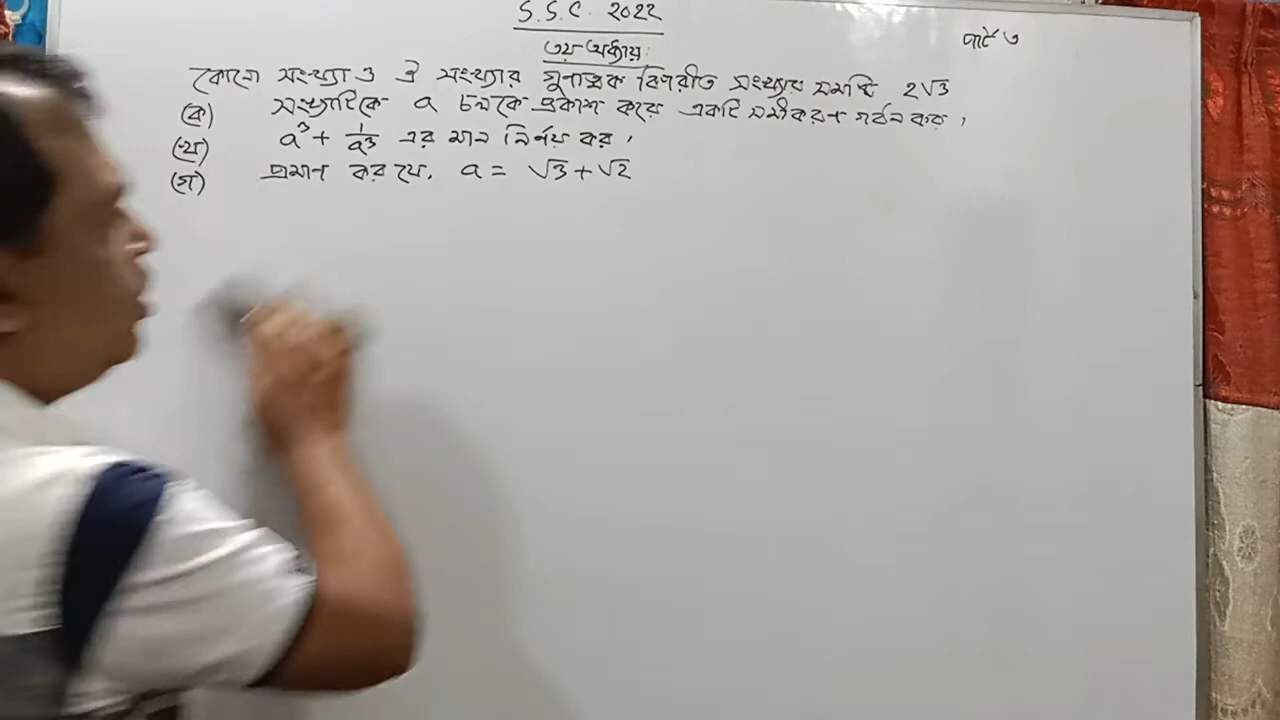 S.S.C. 2022
৩য় অধ্যায়
পার্ট ৩
কোনো সংখ্যা ও ঐ সংখ্যার গুনাত্মক বিপরীত সংখ্যার সমষ্টি 2√3
(ক) সংখ্যাটিকে a চলকে প্রকাশ করে একটি সমীকরণ গঠন কর।
(খ) a³ + 1/a³ এর মান নির্নয় কর।
(গ) প্রমান কর যে, a = √3 + √2